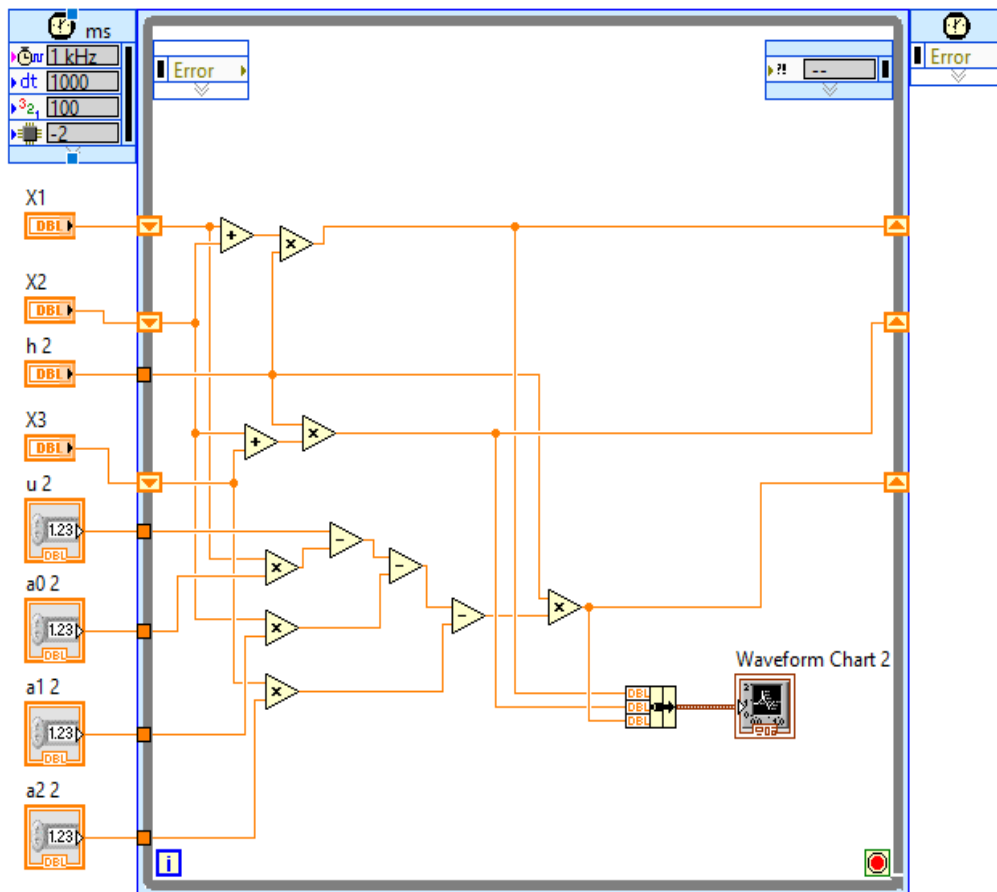 ms
1 kHz
dt 1000
321 100
-2
Error
?! --
Error
X1
DBL
+
×
X2
DBL
h 2
DBL
X3
DBL
+
×
u 2
1.23
DBL
−
×
−
a0 2
1.23
DBL
×
−
×
a1 2
1.23
DBL
×
Waveform Chart 2
DBL
DBL
DBL
a2 2
1.23
DBL
i